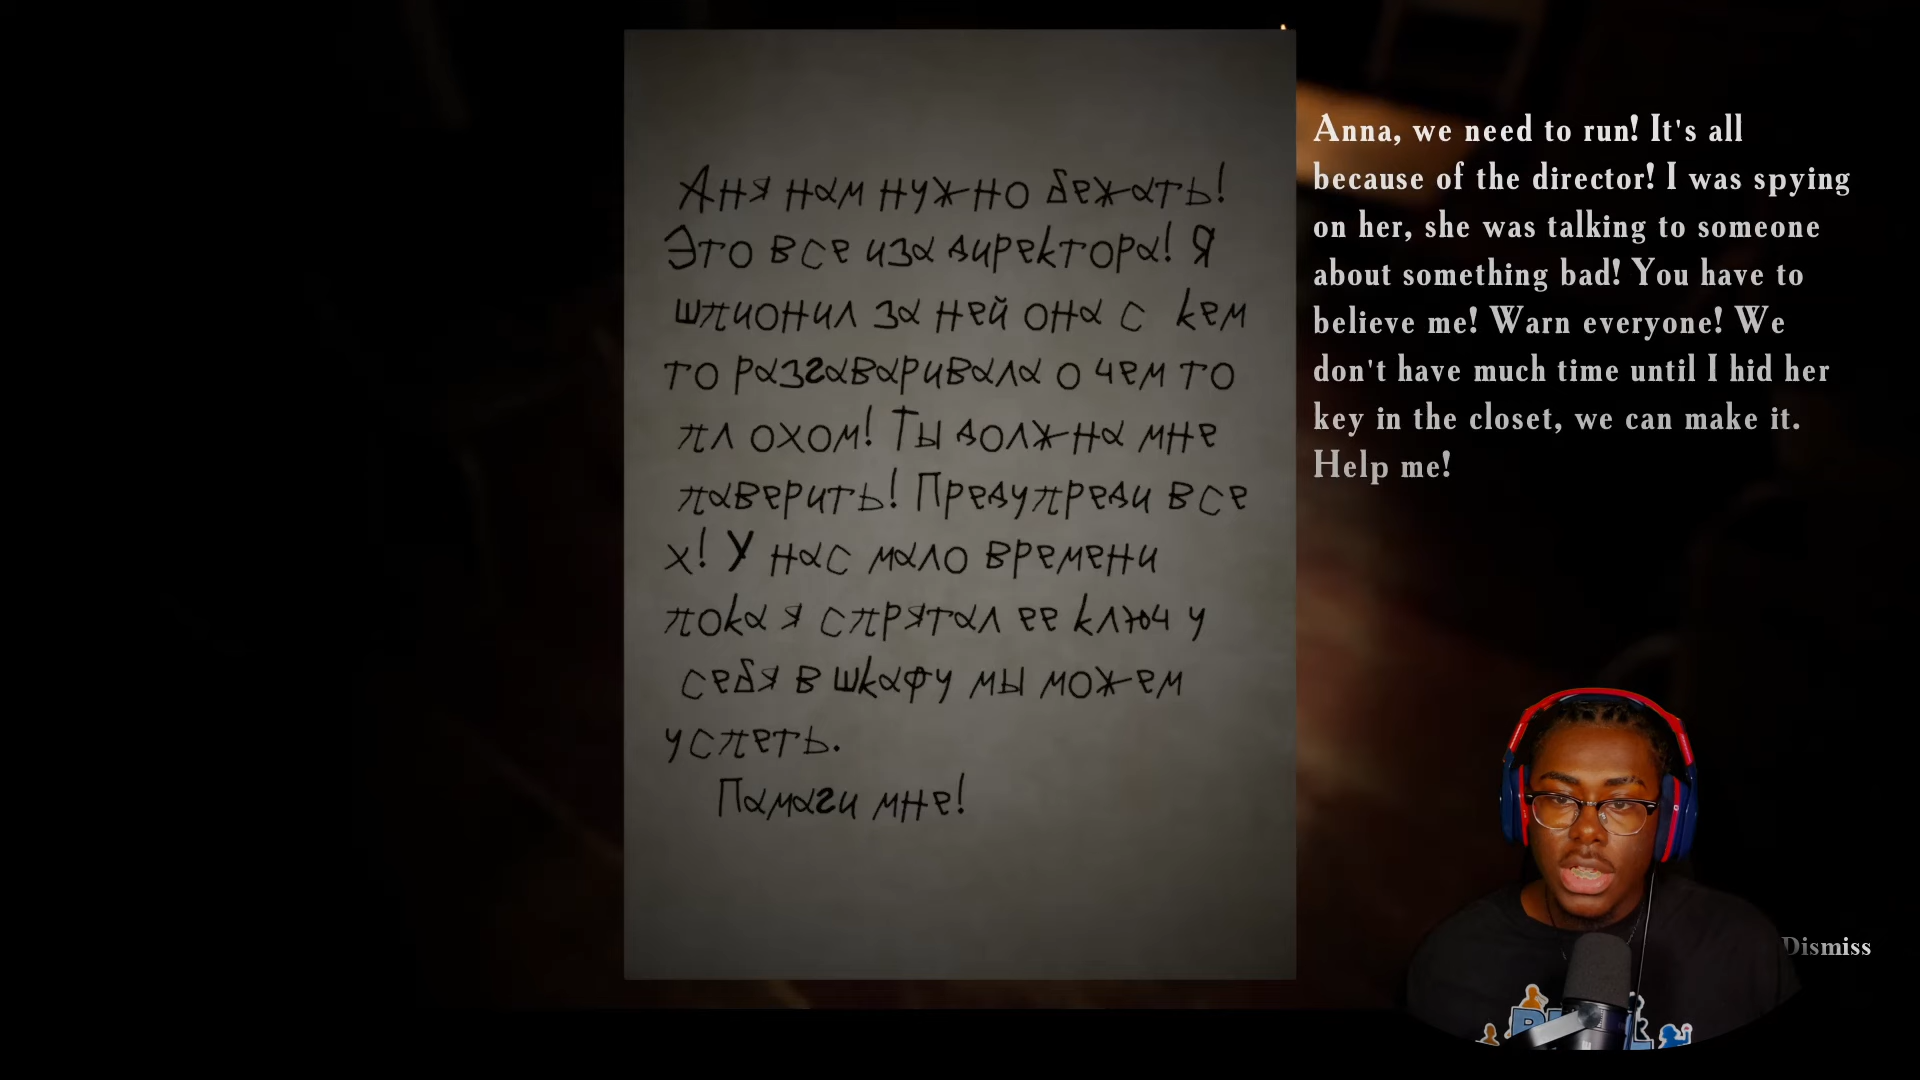 Аня нам нужно бежать!
Это все иза директора! Я
шпионил за ней она с кем
то разгаваривала о чем то
пл охом! Ты должна мне
паверить! Предупреди все
х! У нас мало времени
пока я спрятал ее ключ у
себя в шкафу мы можем
успеть.
Памаги мне!
Anna, we need to run! It's all
because of the director! I was spying
on her, she was talking to someone
about something bad! You have to
believe me! Warn everyone! We
don't have much time until I hid her
key in the closet, we can make it.
Help me!
Dismiss